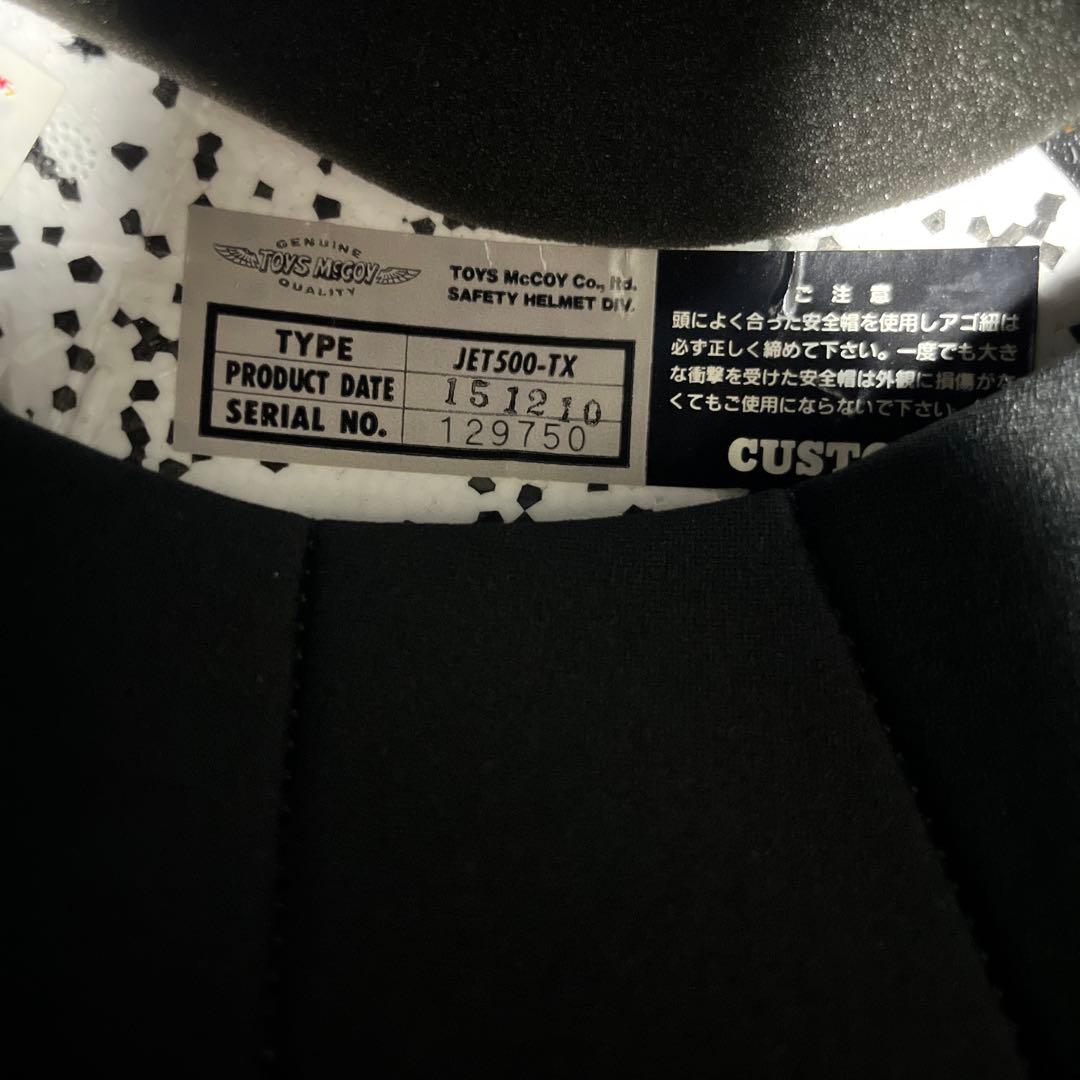 GENUINE
TOYS McCOY
QUALITY
TOYS McCOY Co., ltd.
SAFETY HELMET DIV.
TYPE JET500-TX
PRODUCT DATE 151210
SERIAL NO. 129750
ご注意
頭によく合った安全帽を使用しアゴ紐は
必ず正しく締めて下さい。一度でも大き
な衝撃を受けた安全帽は外観に損傷がな
くてもご使用にならないで下さい